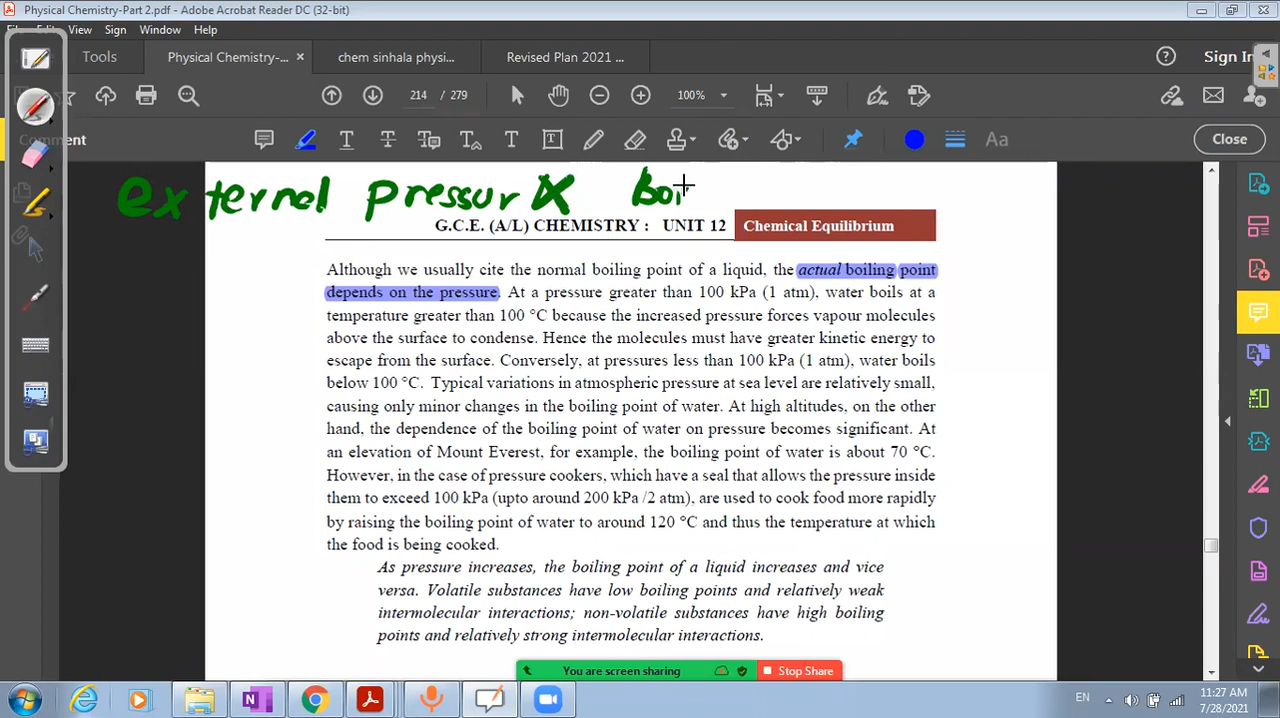 Physical Chemistry-Part 2.pdf - Adobe Acrobat Reader DC (32-bit)
View Sign Window Help
Tools Physical Chemistry-... × chem sinhala physi... Revised Plan 2021 ... Sign In
214 / 279 100%
Comment Close
external pressur boi
G.C.E. (A/L) CHEMISTRY : UNIT 12 Chemical Equilibrium
Although we usually cite the normal boiling point of a liquid, the actual boiling point
depends on the pressure. At a pressure greater than 100 kPa (1 atm), water boils at a
temperature greater than 100 °C because the increased pressure forces vapour molecules
above the surface to condense. Hence the molecules must have greater kinetic energy to
escape from the surface. Conversely, at pressures less than 100 kPa (1 atm), water boils
below 100 °C. Typical variations in atmospheric pressure at sea level are relatively small,
causing only minor changes in the boiling point of water. At high altitudes, on the other
hand, the dependence of the boiling point of water on pressure becomes significant. At
an elevation of Mount Everest, for example, the boiling point of water is about 70 °C.
However, in the case of pressure cookers, which have a seal that allows the pressure inside
them to exceed 100 kPa (upto around 200 kPa /2 atm), are used to cook food more rapidly
by raising the boiling point of water to around 120 °C and thus the temperature at which
the food is being cooked.
As pressure increases, the boiling point of a liquid increases and vice
versa. Volatile substances have low boiling points and relatively weak
intermolecular interactions; non-volatile substances have high boiling
points and relatively strong intermolecular interactions.
You are screen sharing Stop Share
EN 11:27 AM
7/28/2021